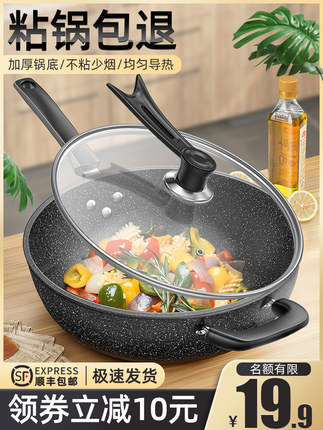 粘锅包退
加厚锅底/不粘少烟/均匀导热
SF EXPRESS
顺丰包邮
极速发货
名额有限
领券立减10元
¥19.9